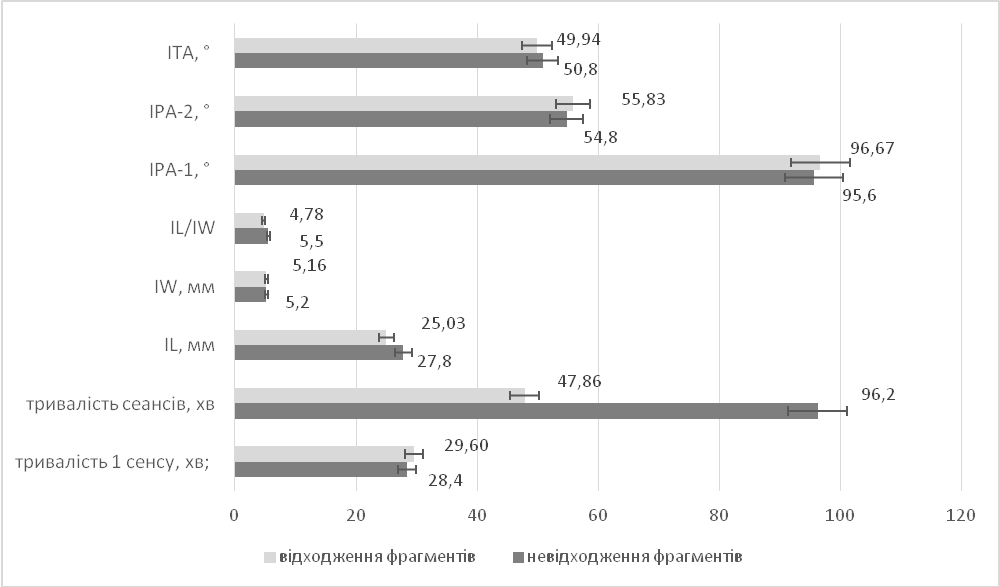 ITA, °
49,94
50,8
IPA-2, °
55,83
54,8
IPA-1, °
96,67
95,6
IL/IW
4,78
5,5
IW, мм
5,16
5,2
IL, мм
25,03
27,8
тривалість сеансів, хв
47,86
96,2
тривалість 1 сенсу, хв;
29,60
28,4
0 20 40 60 80 100 120
відходження фрагментів невідходження фрагментів